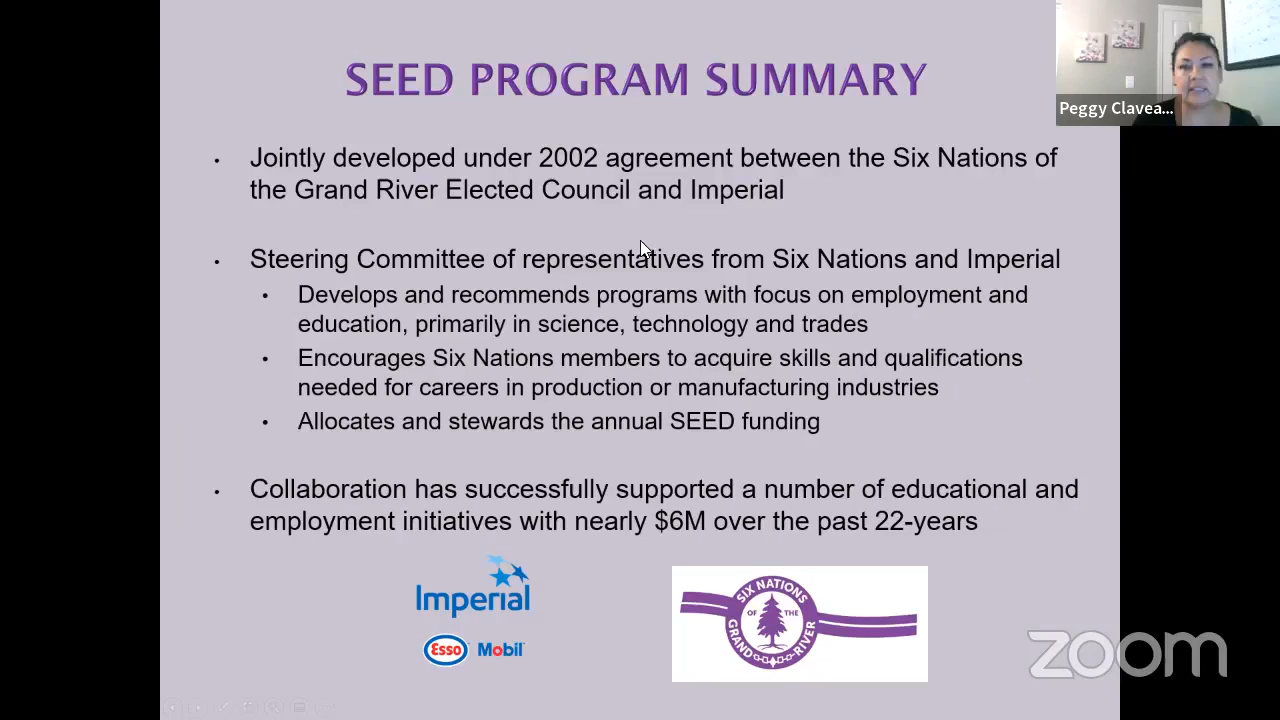 SEED PROGRAM SUMMARY
Peggy Clavea...
• Jointly developed under 2002 agreement between the Six Nations of
the Grand River Elected Council and Imperial
• Steering Committee of representatives from Six Nations and Imperial
• Develops and recommends programs with focus on employment and
education, primarily in science, technology and trades
• Encourages Six Nations members to acquire skills and qualifications
needed for careers in production or manufacturing industries
• Allocates and stewards the annual SEED funding
• Collaboration has successfully supported a number of educational and
employment initiatives with nearly $6M over the past 22-years
Imperial
Esso Mobil
SIX NATIONS
OF THE
GRAND RIVER
zoom